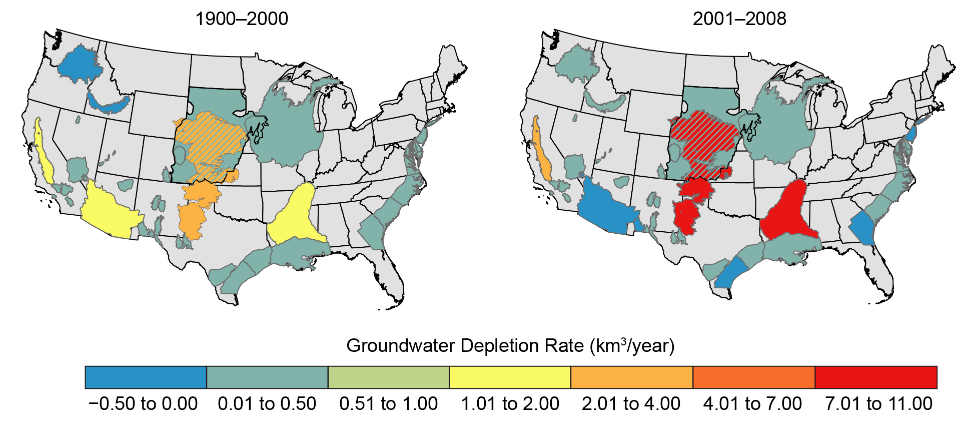 1900–2000
2001–2008
Groundwater Depletion Rate (km³/year)
−0.50 to 0.00
0.01 to 0.50
0.51 to 1.00
1.01 to 2.00
2.01 to 4.00
4.01 to 7.00
7.01 to 11.00